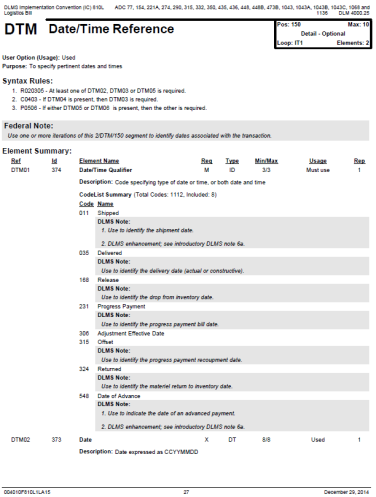 DLMS Implementation Convention (IC) 810L
Logistics Bill
ADC 77, 154, 221A, 274, 290, 315, 332, 350, 435, 436, 446, 448B, 473B, 1043, 1043A, 1043B, 1043C, 1068 and
1136 DLM 4000.25
DTM Date/Time Reference
Pos: 150 Max: 10
Detail - Optional
Loop: IT1 Elements: 2
User Option (Usage): Used
Purpose: To specify pertinent dates and times
Syntax Rules:
1. R020305 - At least one of DTM02, DTM03 or DTM05 is required.
2. C0403 - If DTM04 is present, then DTM03 is required.
3. P0506 - If either DTM05 or DTM06 is present, then the other is required.
Federal Note:
Use one or more iterations of this 2/DTM/150 segment to identify dates associated with the transaction.
Element Summary:
Ref Id Element Name Req Type Min/Max Usage Rep
DTM01 374 Date/Time Qualifier M ID 3/3 Must use 1
Description: Code specifying type of date or time, or both date and time
CodeList Summary (Total Codes: 1112, Included: 8)
Code Name
011 Shipped
DLMS Note:
1. Use to identify the shipment date.
2. DLMS enhancement; see introductory DLMS note 6a.
035 Delivered
DLMS Note:
Use to identify the delivery date (actual or constructive).
168 Release
DLMS Note:
Use to identify the drop from inventory date.
231 Progress Payment
DLMS Note:
Use to identify the progress payment bill date.
306 Adjustment Effective Date
315 Offset
DLMS Note:
Use to identify the progress payment recoupment date.
324 Returned
DLMS Note:
Use to identify the materiel return to inventory date.
548 Date of Advance
DLMS Note:
1. Use to indicate the date of an advanced payment.
2. DLMS enhancement; see introductory DLMS note 6a.
DTM02 373 Date X DT 8/8 Used 1
Description: Date expressed as CCYYMMDD
004010F810L1LA15 27 December 29, 2014